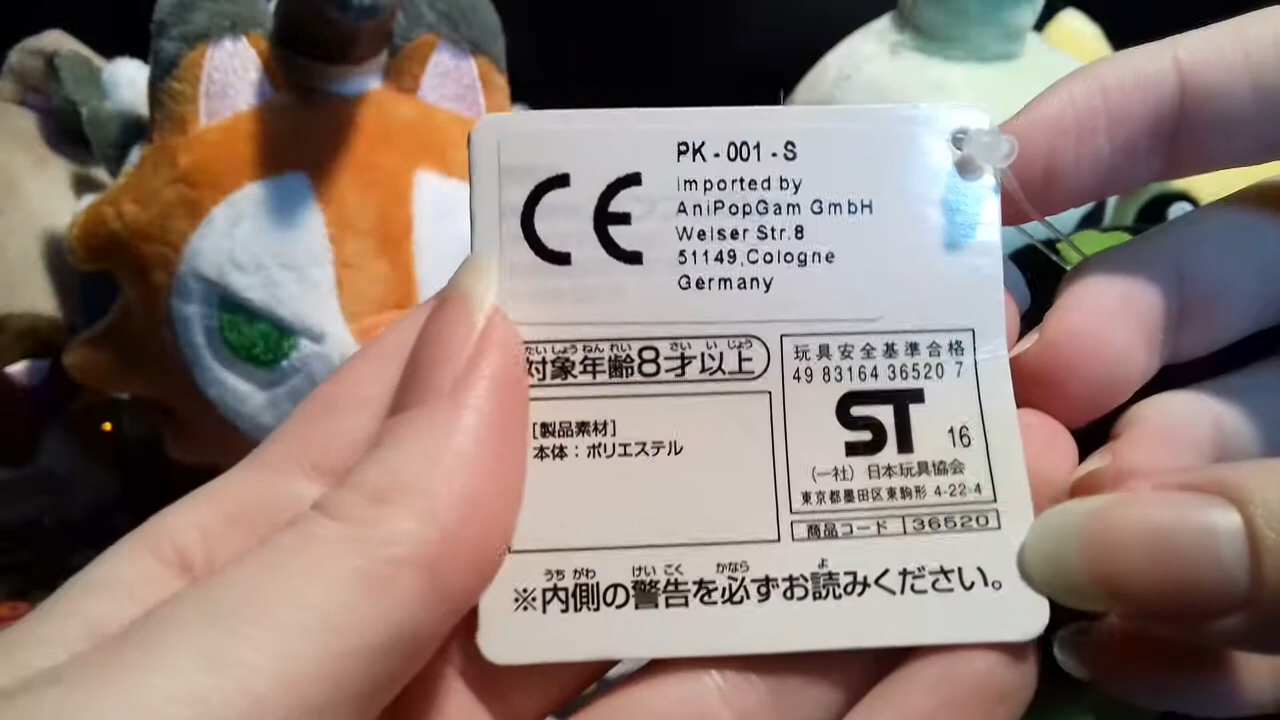 CE
PK - 001 - S
Imported by
AniPopGam GmbH
Welser Str.8
51149,Cologne
Germany
たい しょう ねん れい さい い じょう
対象年齢8才以上
[製品素材]
本体：ポリエステル
玩具安全基準合格
49 83164 36520 7
ST 16
(一社) 日本玩具協会
東京都墨田区東駒形 4-22-4
商品コード 36520
うち がわ けい こく かなら よ
※内側の警告を必ずお読みください。